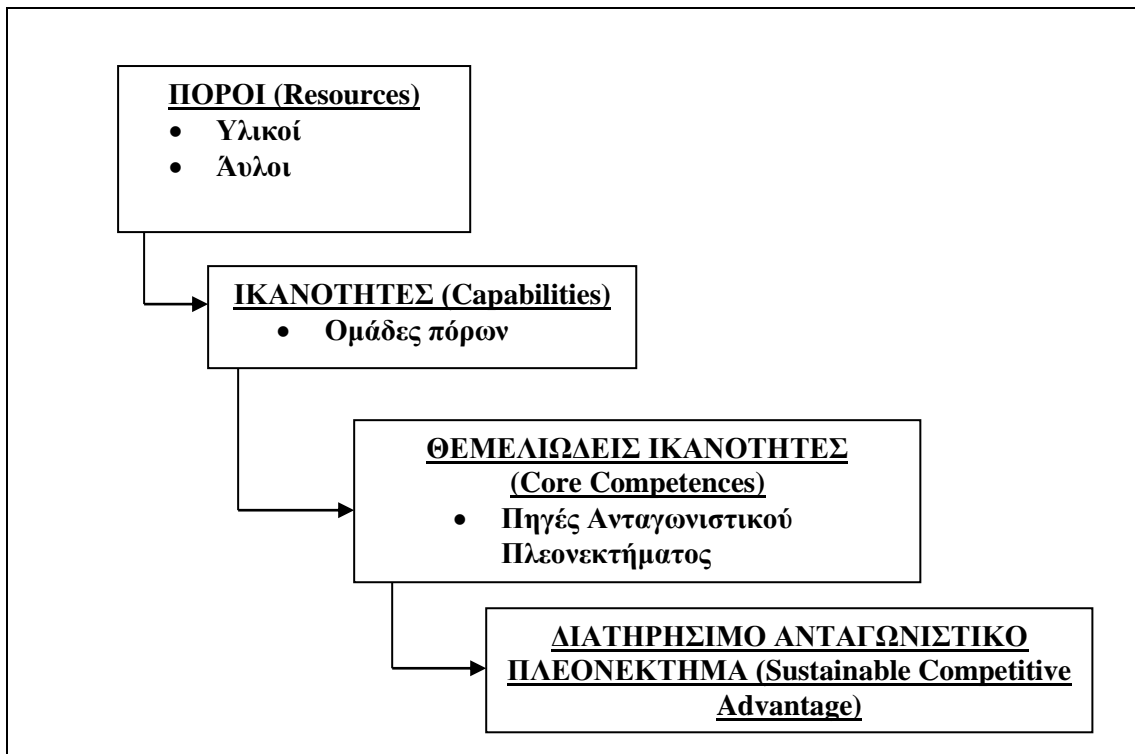 ΠΟΡΟΙ (Resources)
• Υλικοί
• Άυλοι
ΙΚΑΝΟΤΗΤΕΣ (Capabilities)
• Ομάδες πόρων
ΘΕΜΕΛΙΩΔΕΙΣ ΙΚΑΝΟΤΗΤΕΣ
(Core Competences)
• Πηγές Ανταγωνιστικού
Πλεονεκτήματος
ΔΙΑΤΗΡΗΣΙΜΟ ΑΝΤΑΓΩΝΙΣΤΙΚΟ
ΠΛΕΟΝΕΚΤΗΜΑ (Sustainable Competitive
Advantage)